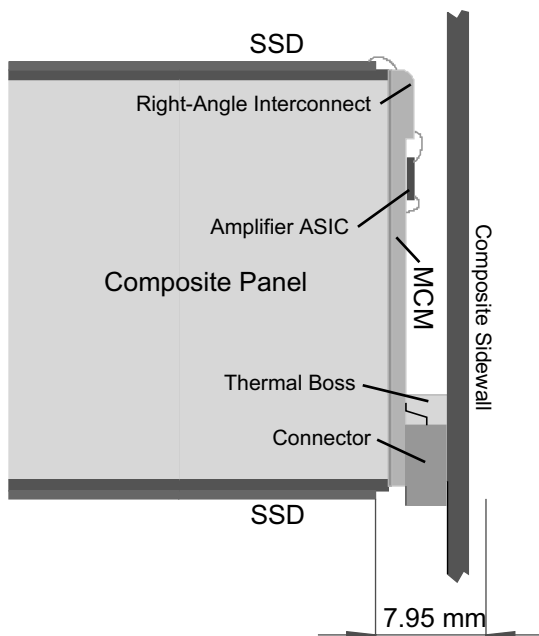 SSD
Right-Angle Interconnect
Amplifier ASIC
Composite Panel
MCM
Composite Sidewall
Thermal Boss
Connector
SSD
7.95 mm